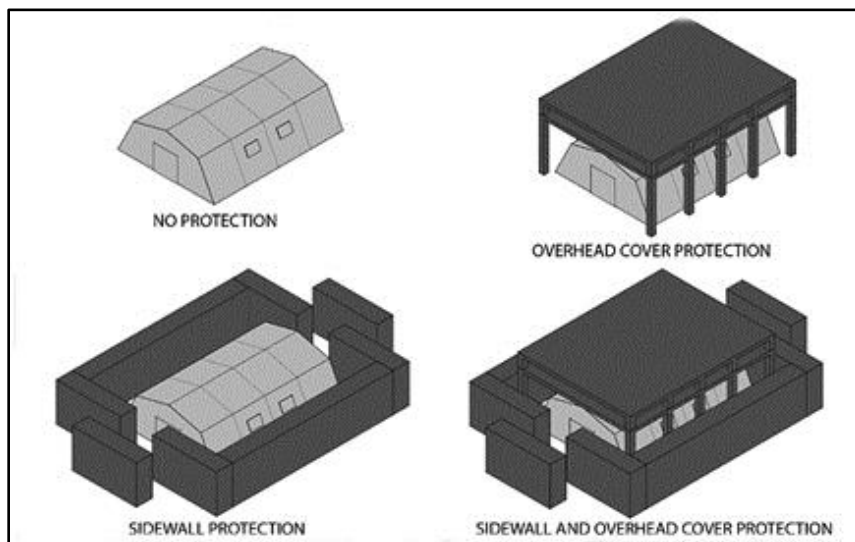 NO PROTECTION
OVERHEAD COVER PROTECTION
SIDEWALL PROTECTION
SIDEWALL AND OVERHEAD COVER PROTECTION